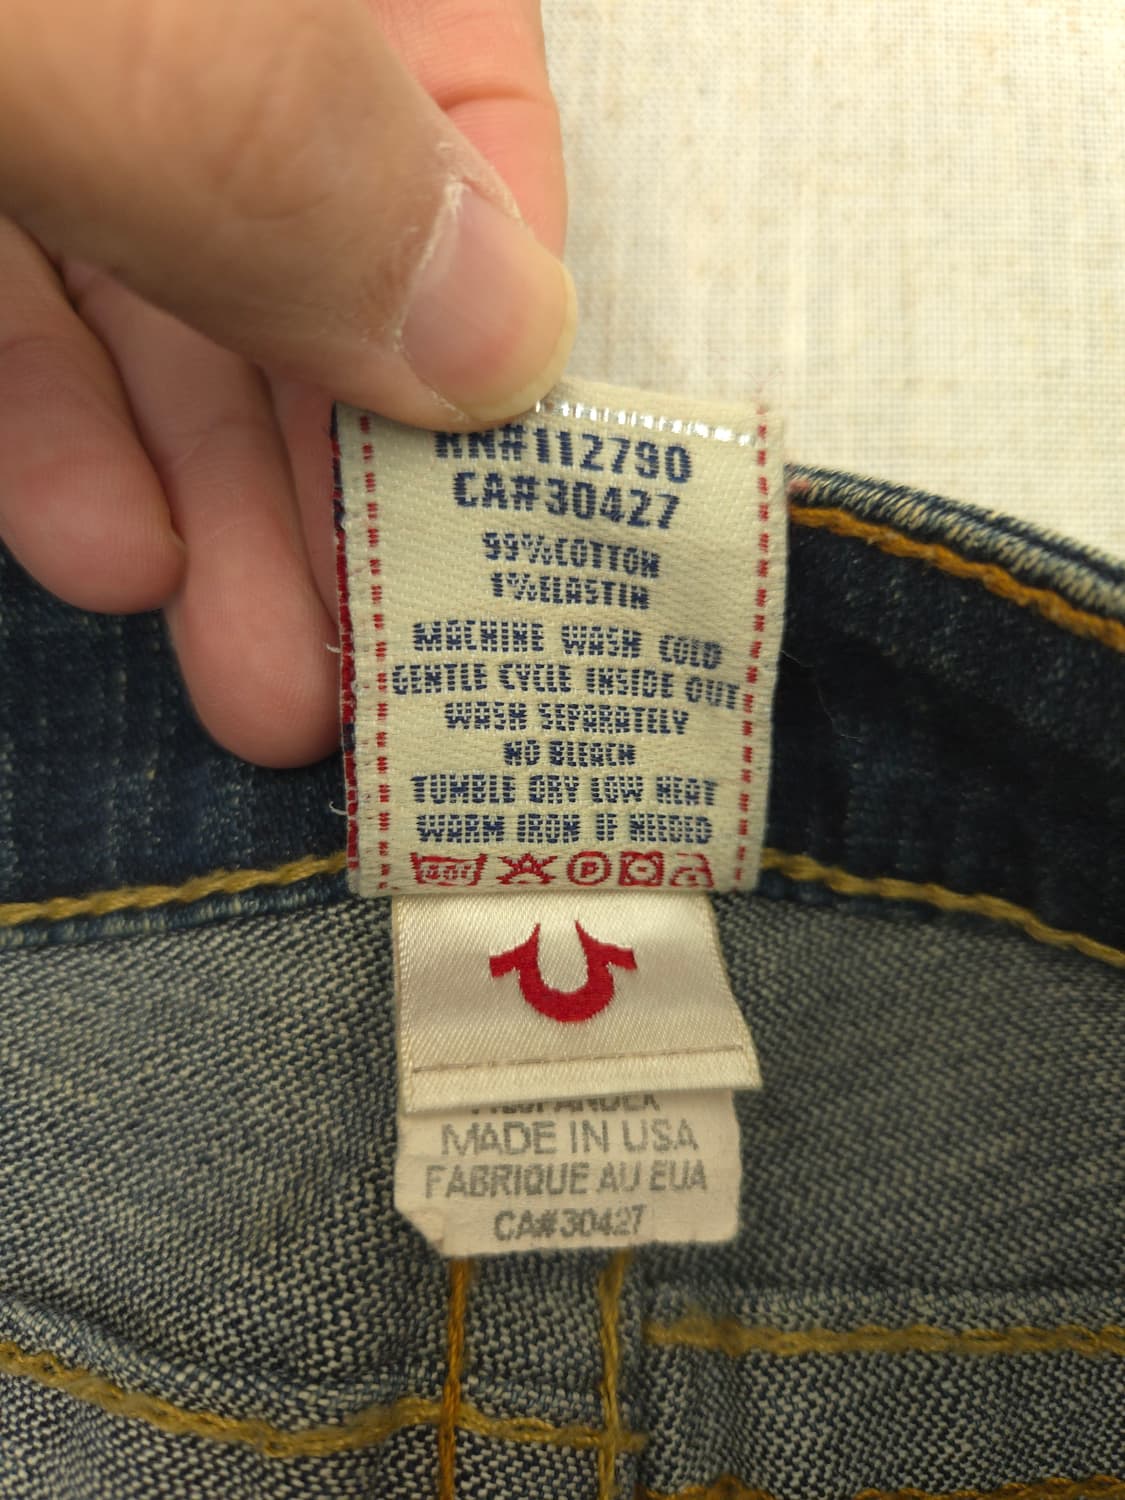 RN#112790
CA#30427
99%COTTON
1%ELASTIN
MACHINE WASH COLD
GENTLE CYCLE INSIDE OUT
WASH SEPARATELY
NO BLEACH
TUMBLE DRY LOW HEAT
WARM IRON IF NEEDED
40C P
MADE IN USA
FABRIQUE AU EUA
CA#30427